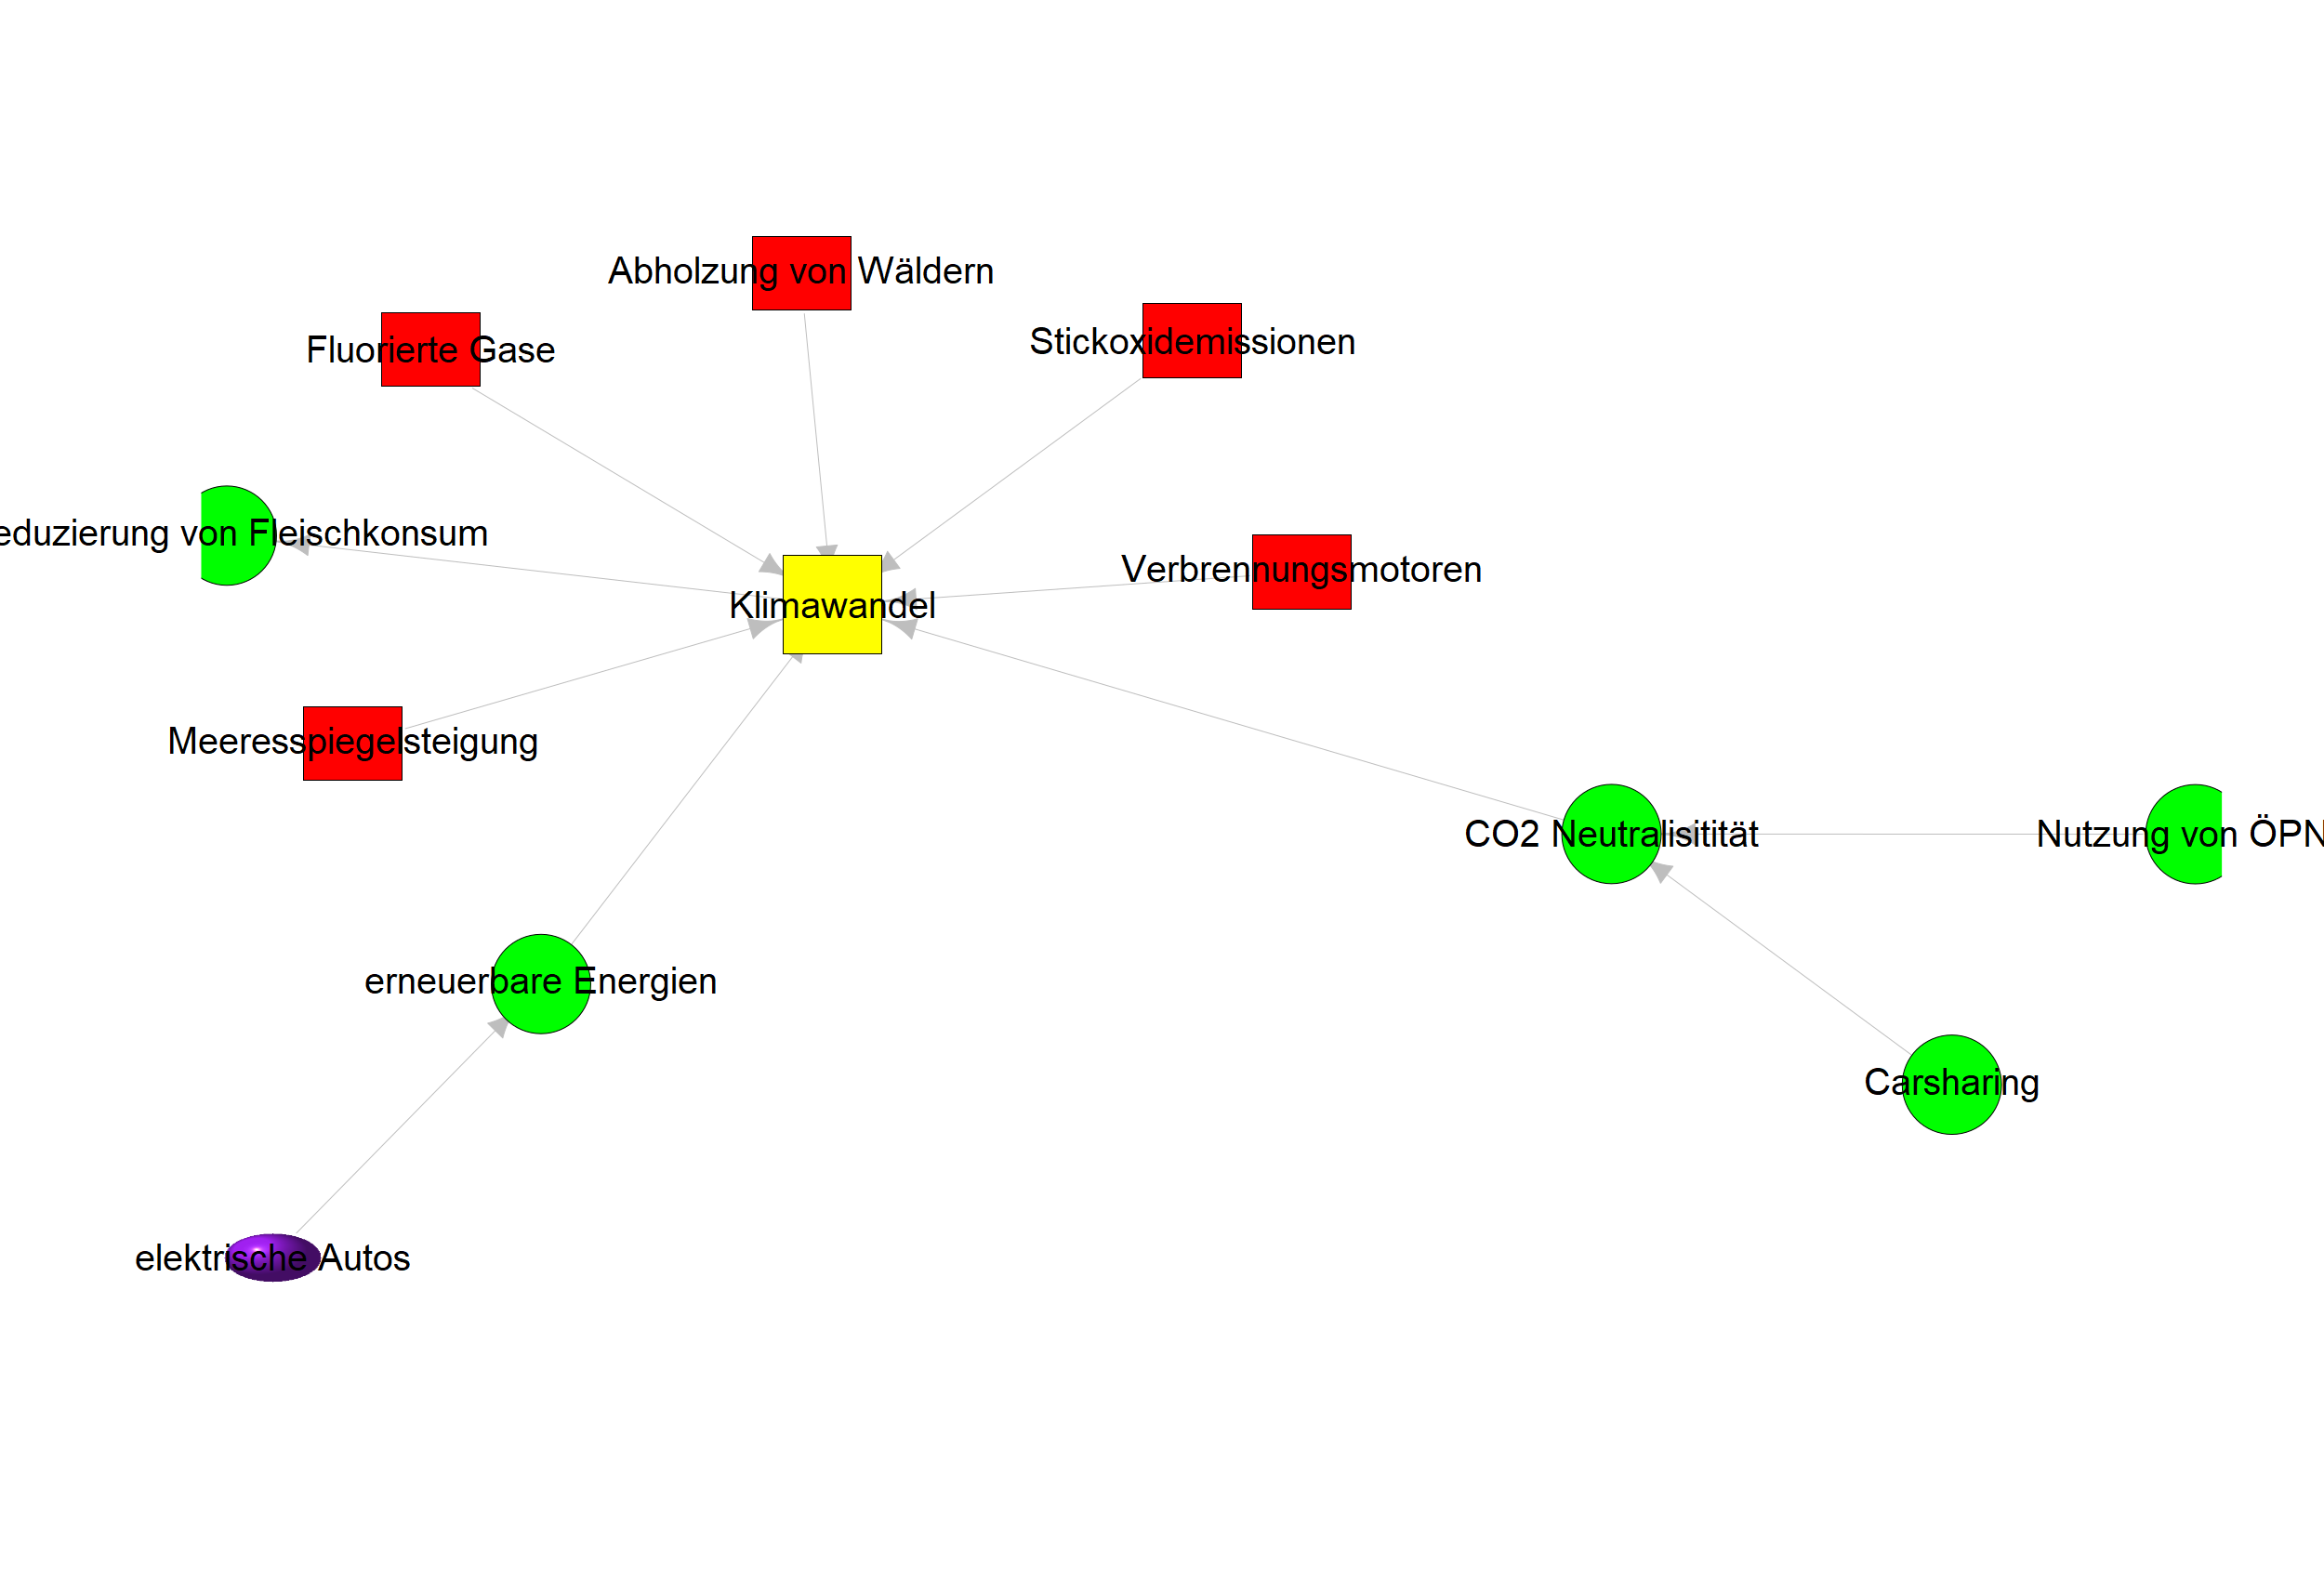 Abholzung von Wäldern
Stickoxidemissionen
Fluorierte Gase
eduzierung von Fleischkonsum
Verbrennungsmotoren
Klimawandel
Meeresspiegelsteigung
CO2 Neutralisitität
Nutzung von ÖPN
erneuerbare Energien
Carsharing
elektrische Autos